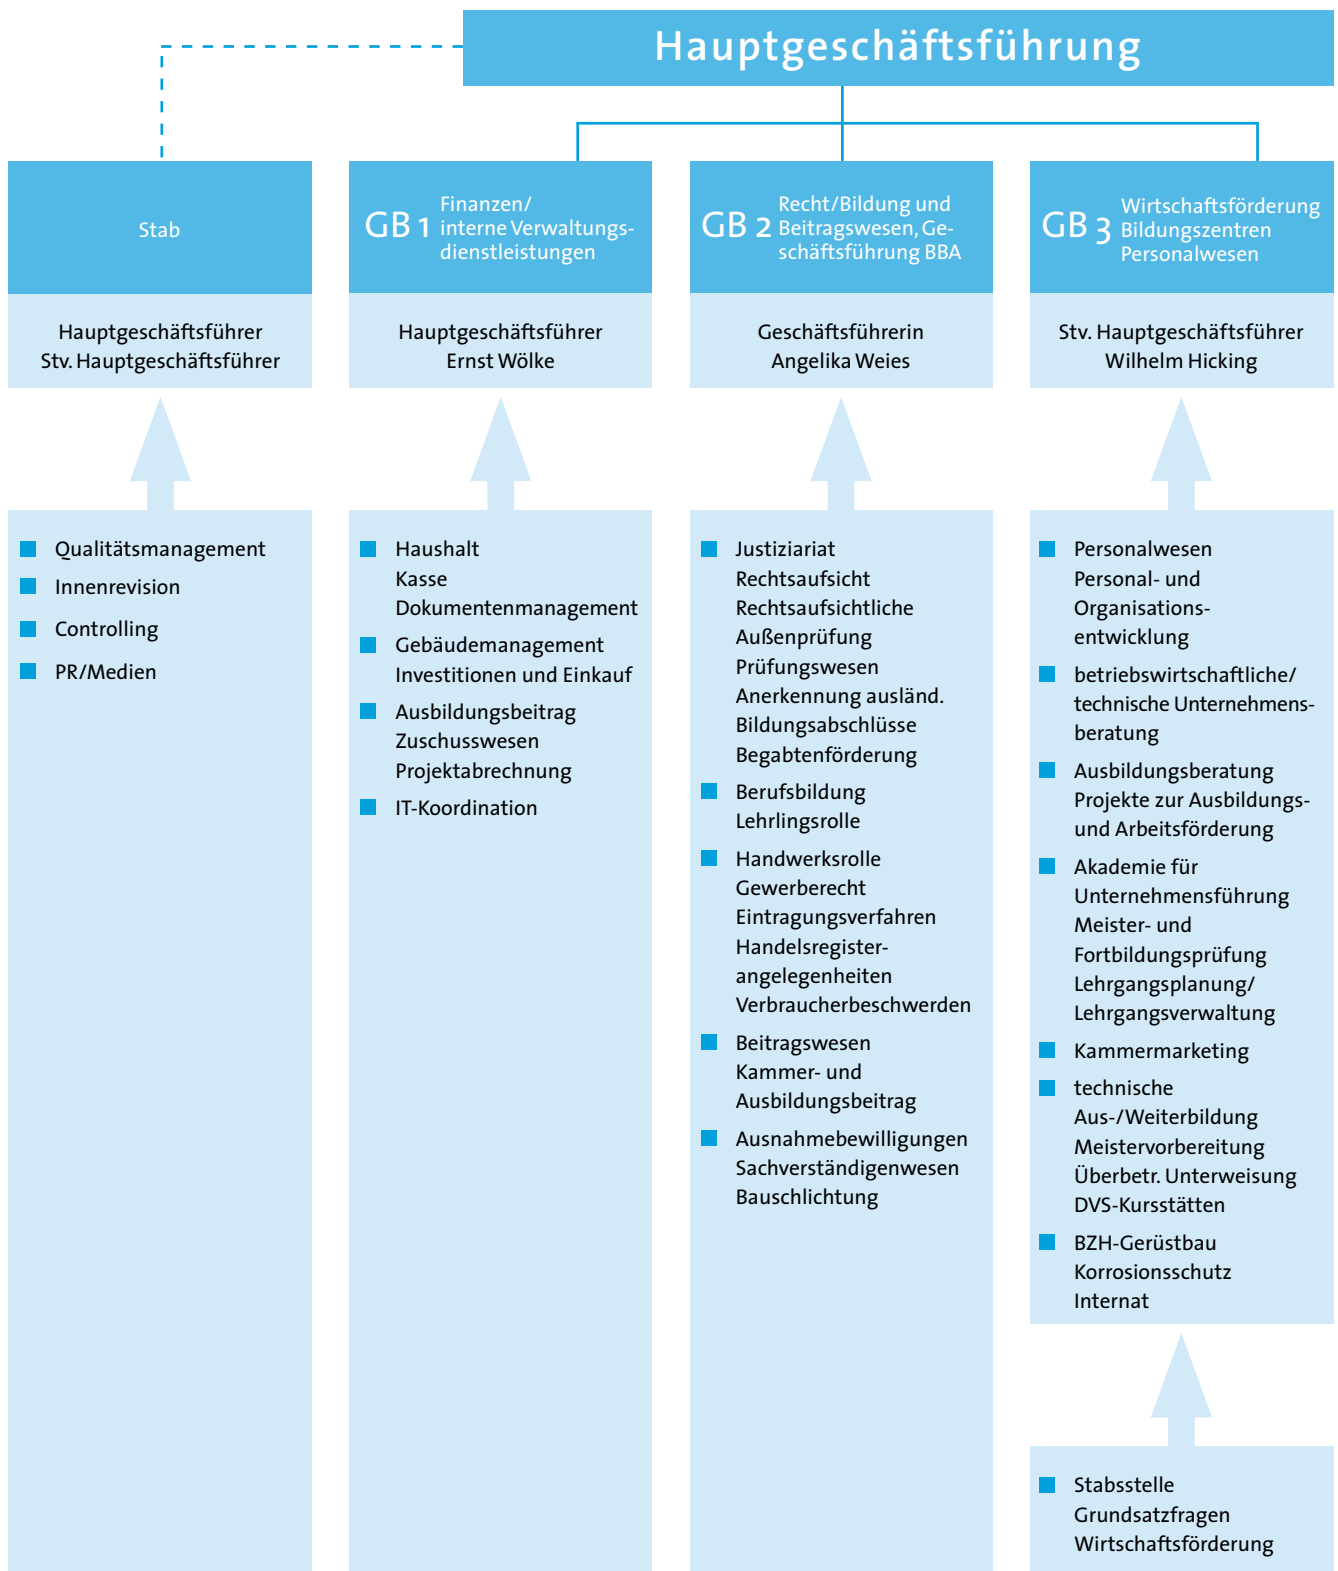 Hauptgeschäftsführung
Stab
Hauptgeschäftsführer
Stv. Hauptgeschäftsführer
Qualitätsmanagement
Innenrevision
Controlling
PR/Medien
GB 1
Finanzen/
interne Verwaltungs-
dienstleistungen
Hauptgeschäftsführer
Ernst Wölke
Haushalt
Kasse
Dokumentenmanagement
Gebäudemanagement
Investitionen und Einkauf
Ausbildungsbeitrag
Zuschusswesen
Projektabrechnung
IT-Koordination
GB 2
Recht/Bildung und
Beitragswesen, Ge-
schäftsführung BBA
Geschäftsführerin
Angelika Weies
Justiziariat
Rechtsaufsicht
Rechtsaufsichtliche
Außenprüfung
Prüfungswesen
Anerkennung ausländ.
Bildungsabschlüsse
Begabtenförderung
Berufsbildung
Lehrlingsrolle
Handwerksrolle
Gewerberecht
Eintragungsverfahren
Handelsregister-
angelegenheiten
Verbraucherbeschwerden
Beitragswesen
Kammer- und
Ausbildungsbeitrag
Ausnahmebewilligungen
Sachverständigenwesen
Bauschlichtung
GB 3
Wirtschaftsförderung
Bildungszentren
Personalwesen
Stv. Hauptgeschäftsführer
Wilhelm Hicking
Personalwesen
Personal- und
Organisations-
entwicklung
betriebswirtschaftliche/
technische Unternehmens-
beratung
Ausbildungsberatung
Projekte zur Ausbildungs-
und Arbeitsförderung
Akademie für
Unternehmensführung
Meister- und
Fortbildungsprüfung
Lehrgangsplanung/
Lehrgangsverwaltung
Kammermarketing
technische
Aus-/Weiterbildung
Meistervorbereitung
Überbetr. Unterweisung
DVS-Kursstätten
BZH-Gerüstbau
Korrosionsschutz
Internat
Stabsstelle
Grundsatzfragen
Wirtschaftsförderung